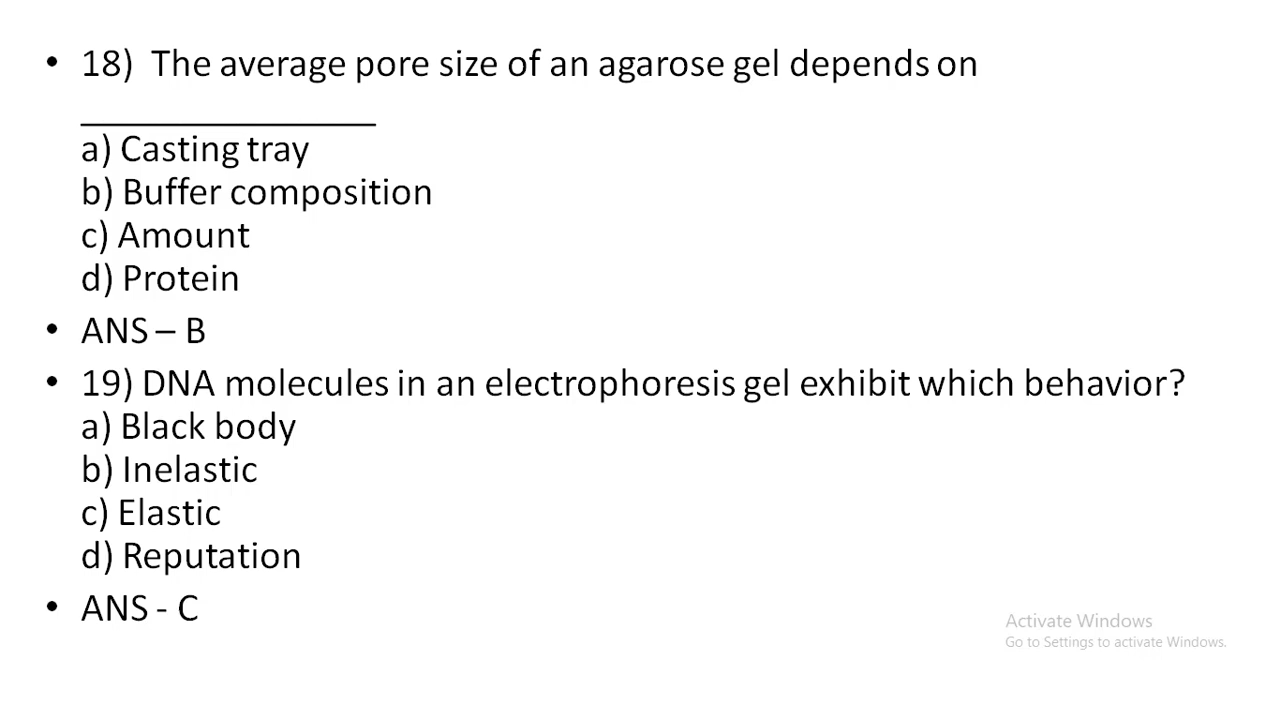 • 18) The average pore size of an agarose gel depends on
________________
a) Casting tray
b) Buffer composition
c) Amount
d) Protein
• ANS – B
• 19) DNA molecules in an electrophoresis gel exhibit which behavior?
a) Black body
b) Inelastic
c) Elastic
d) Reputation
• ANS - C
Activate Windows
Go to Settings to activate Windows.